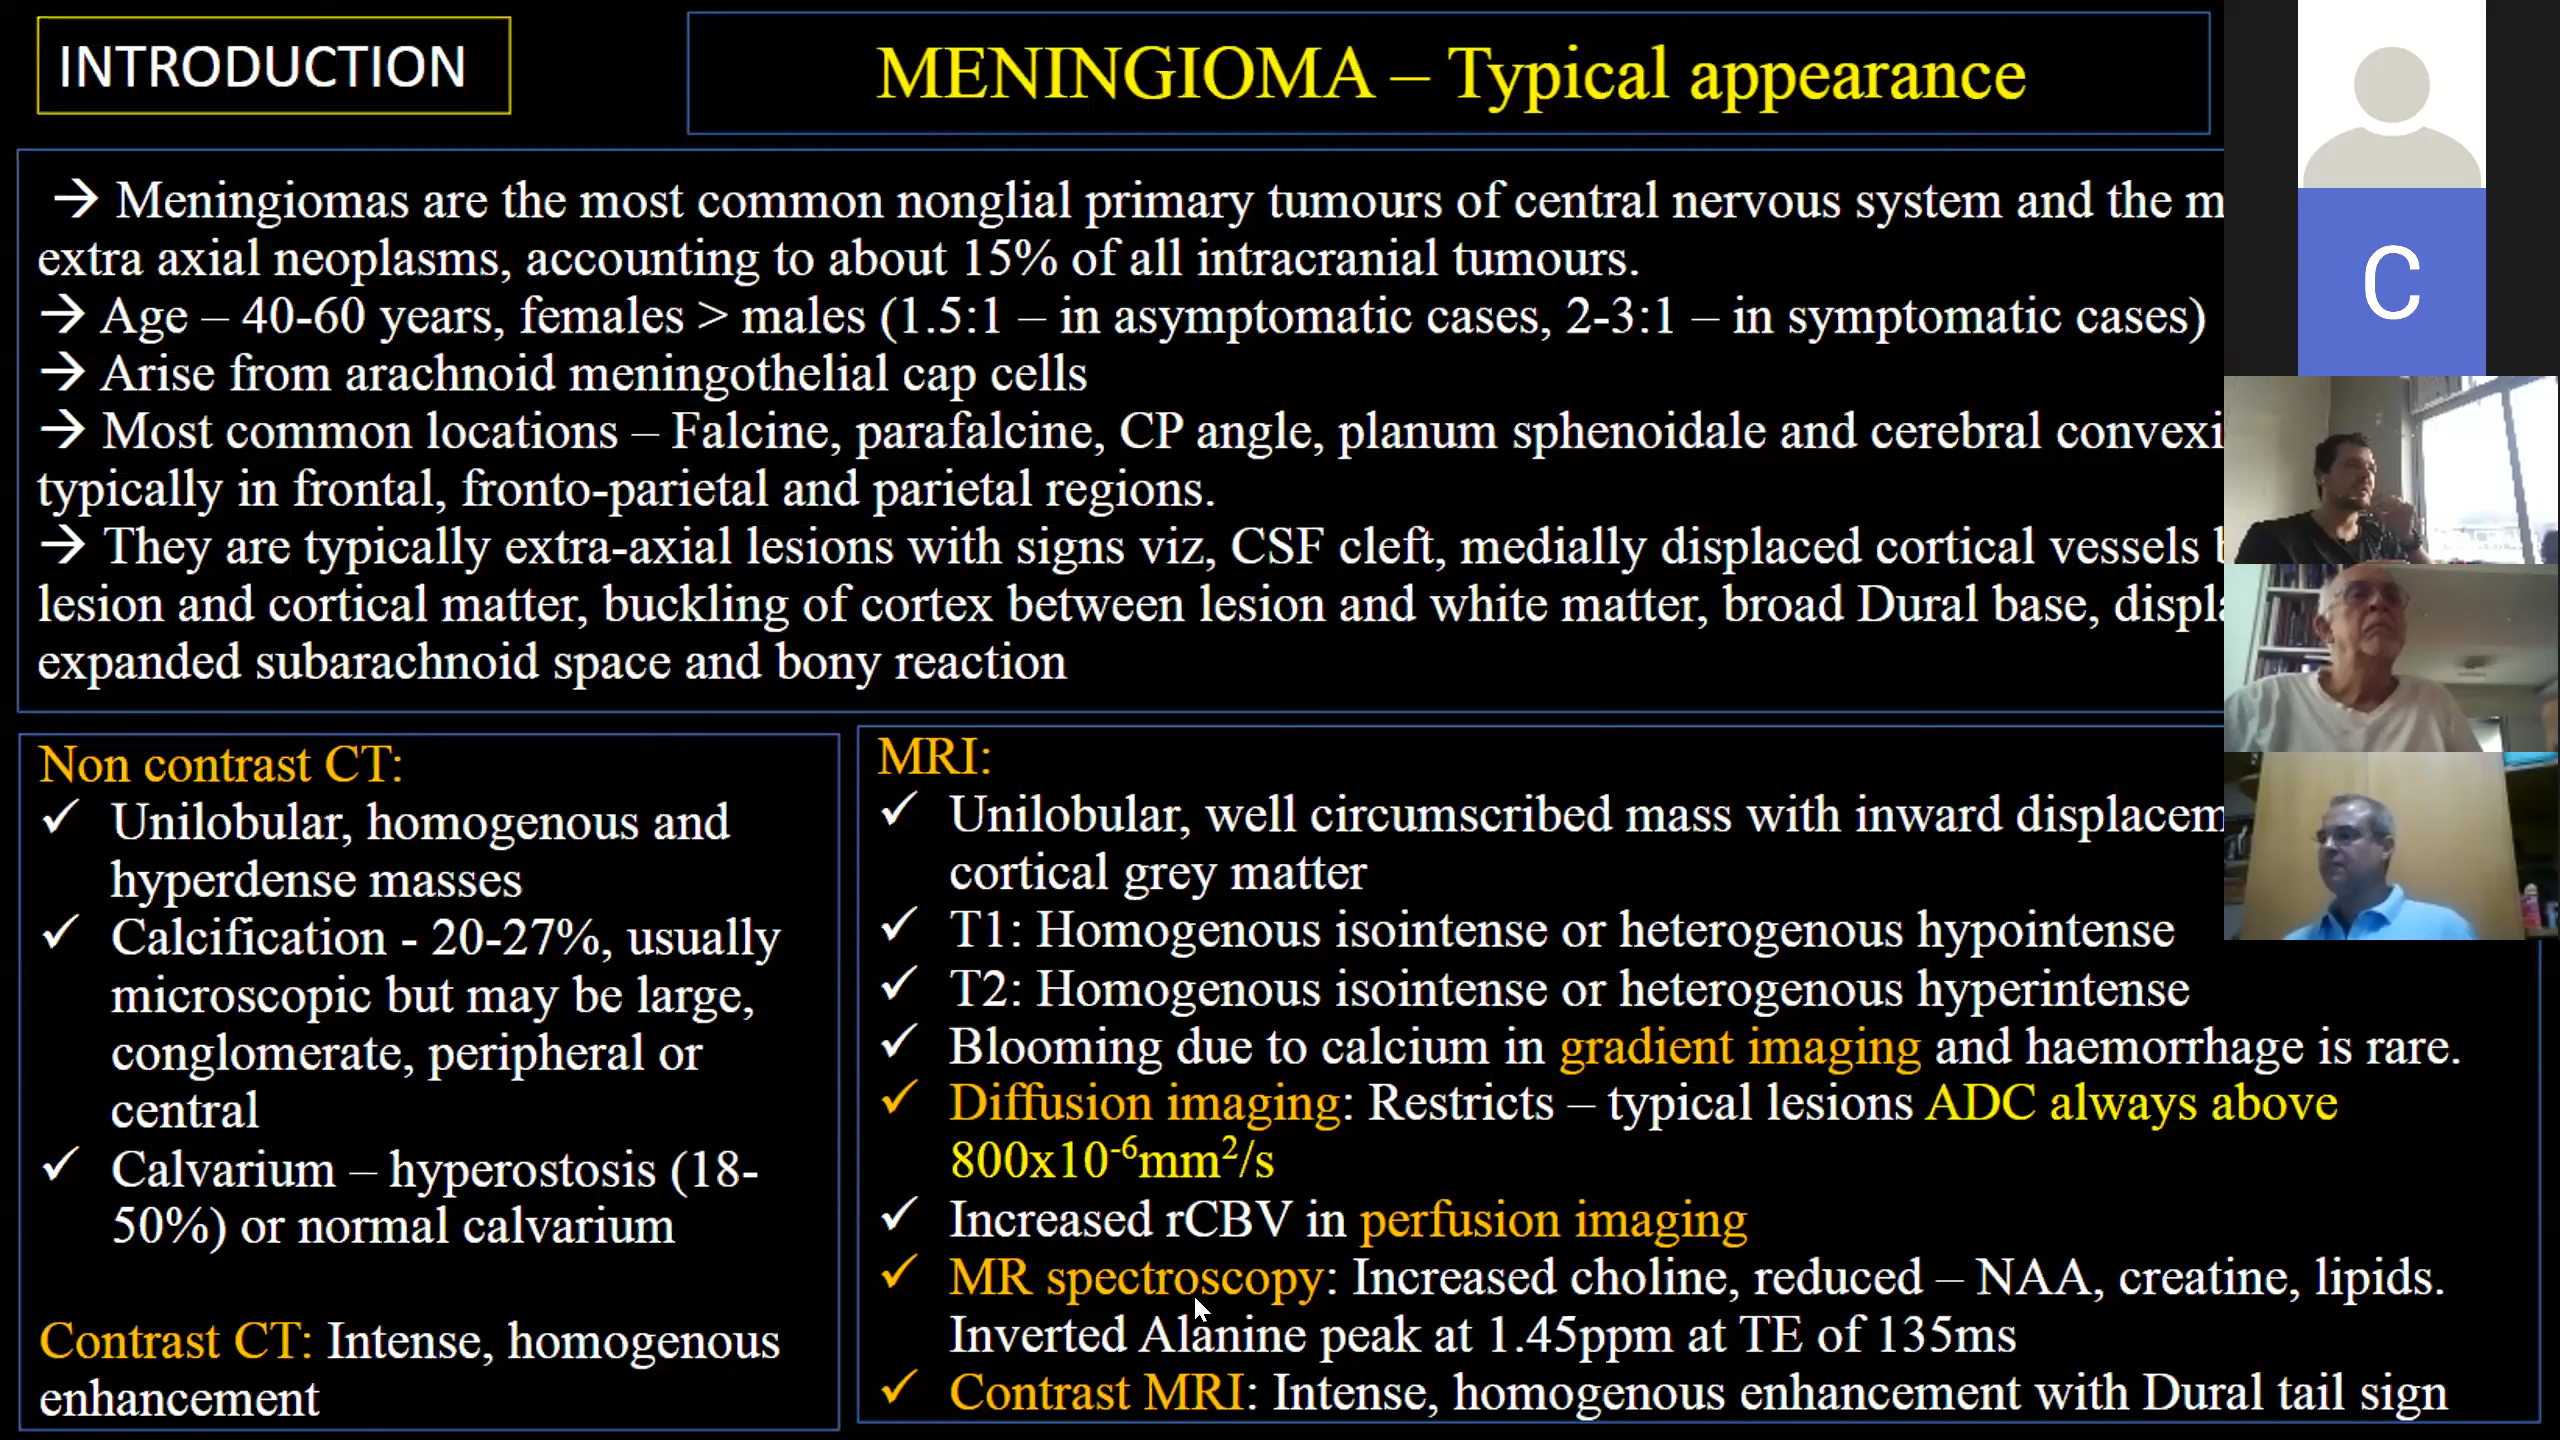 INTRODUCTION
MENINGIOMA – Typical appearance
→ Meningiomas are the most common nonglial primary tumours of central nervous system and the
extra axial neoplasms, accounting to about 15% of all intracranial tumours.
→ Age – 40-60 years, females > males (1.5:1 – in asymptomatic cases, 2-3:1 – in symptomatic cases)
→ Arise from arachnoid meningothelial cap cells
→ Most common locations – Falcine, parafalcine, CP angle, planum sphenoidale and cerebral
typically in frontal, fronto-parietal and parietal regions.
→ They are typically extra-axial lesions with signs viz, CSF cleft, medially displaced cortical vessels
lesion and cortical matter, buckling of cortex between lesion and white matter, broad Dural base,
expanded subarachnoid space and bony reaction
Non contrast CT:
✓ Unilobular, homogenous and
hyperdense masses
✓ Calcification - 20-27%, usually
microscopic but may be large,
conglomerate, peripheral or
central
✓ Calvarium – hyperostosis (18-
50%) or normal calvarium
Contrast CT: Intense, homogenous
enhancement
MRI:
✓ Unilobular, well circumscribed mass with inward
cortical grey matter
✓ T1: Homogenous isointense or heterogenous hypointense
✓ T2: Homogenous isointense or heterogenous hyperintense
✓ Blooming due to calcium in gradient imaging and haemorrhage is rare.
✓ Diffusion imaging: Restricts – typical lesions ADC always above
800x10⁻⁶mm²/s
✓ Increased rCBV in perfusion imaging
✓ MR spectroscopy: Increased choline, reduced – NAA, creatine, lipids.
Inverted Alanine peak at 1.45ppm at TE of 135ms
✓ Contrast MRI: Intense, homogenous enhancement with Dural tail sign
C